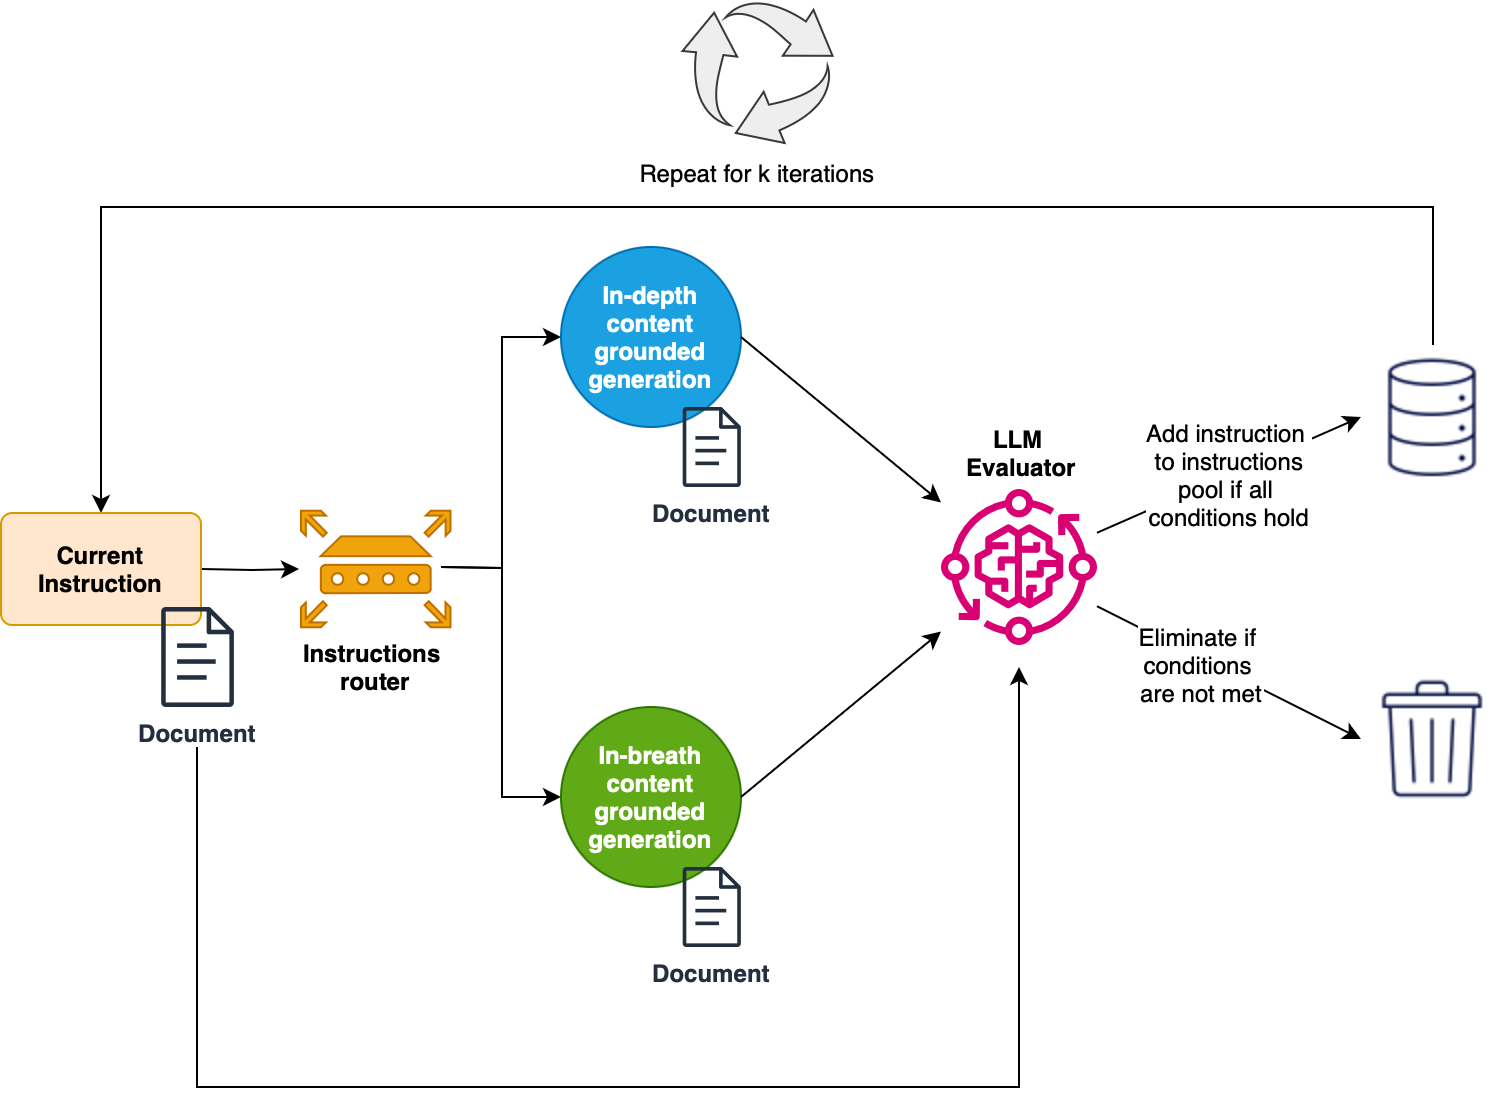 Repeat for k iterations
In-depth
content
grounded
generation
Document
LLM
Evaluator
Add instruction
to instructions
pool if all
conditions hold
Current
Instruction
Document
Instructions
router
Eliminate if
conditions
are not met
In-breath
content
grounded
generation
Document